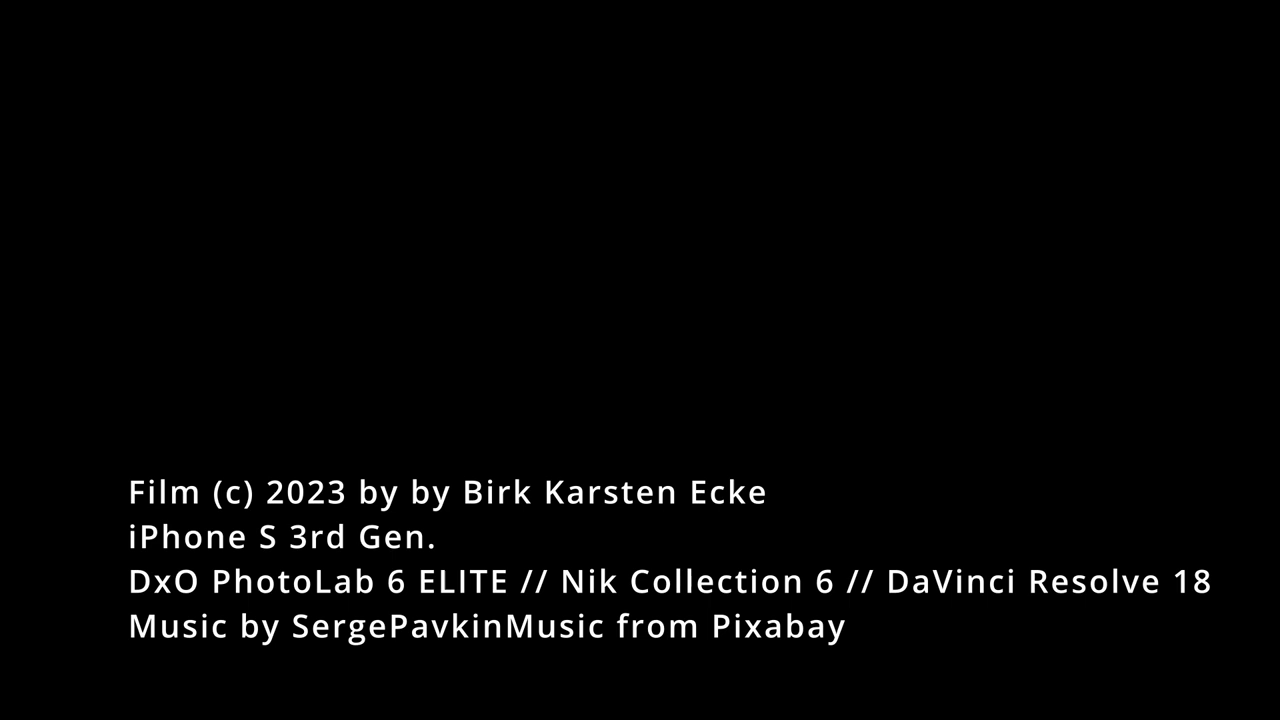 Film (c) 2023 by by Birk Karsten Ecke
iPhone S 3rd Gen.
DxO PhotoLab 6 ELITE // Nik Collection 6 // DaVinci Resolve 18
Music by SergePavkinMusic from Pixabay